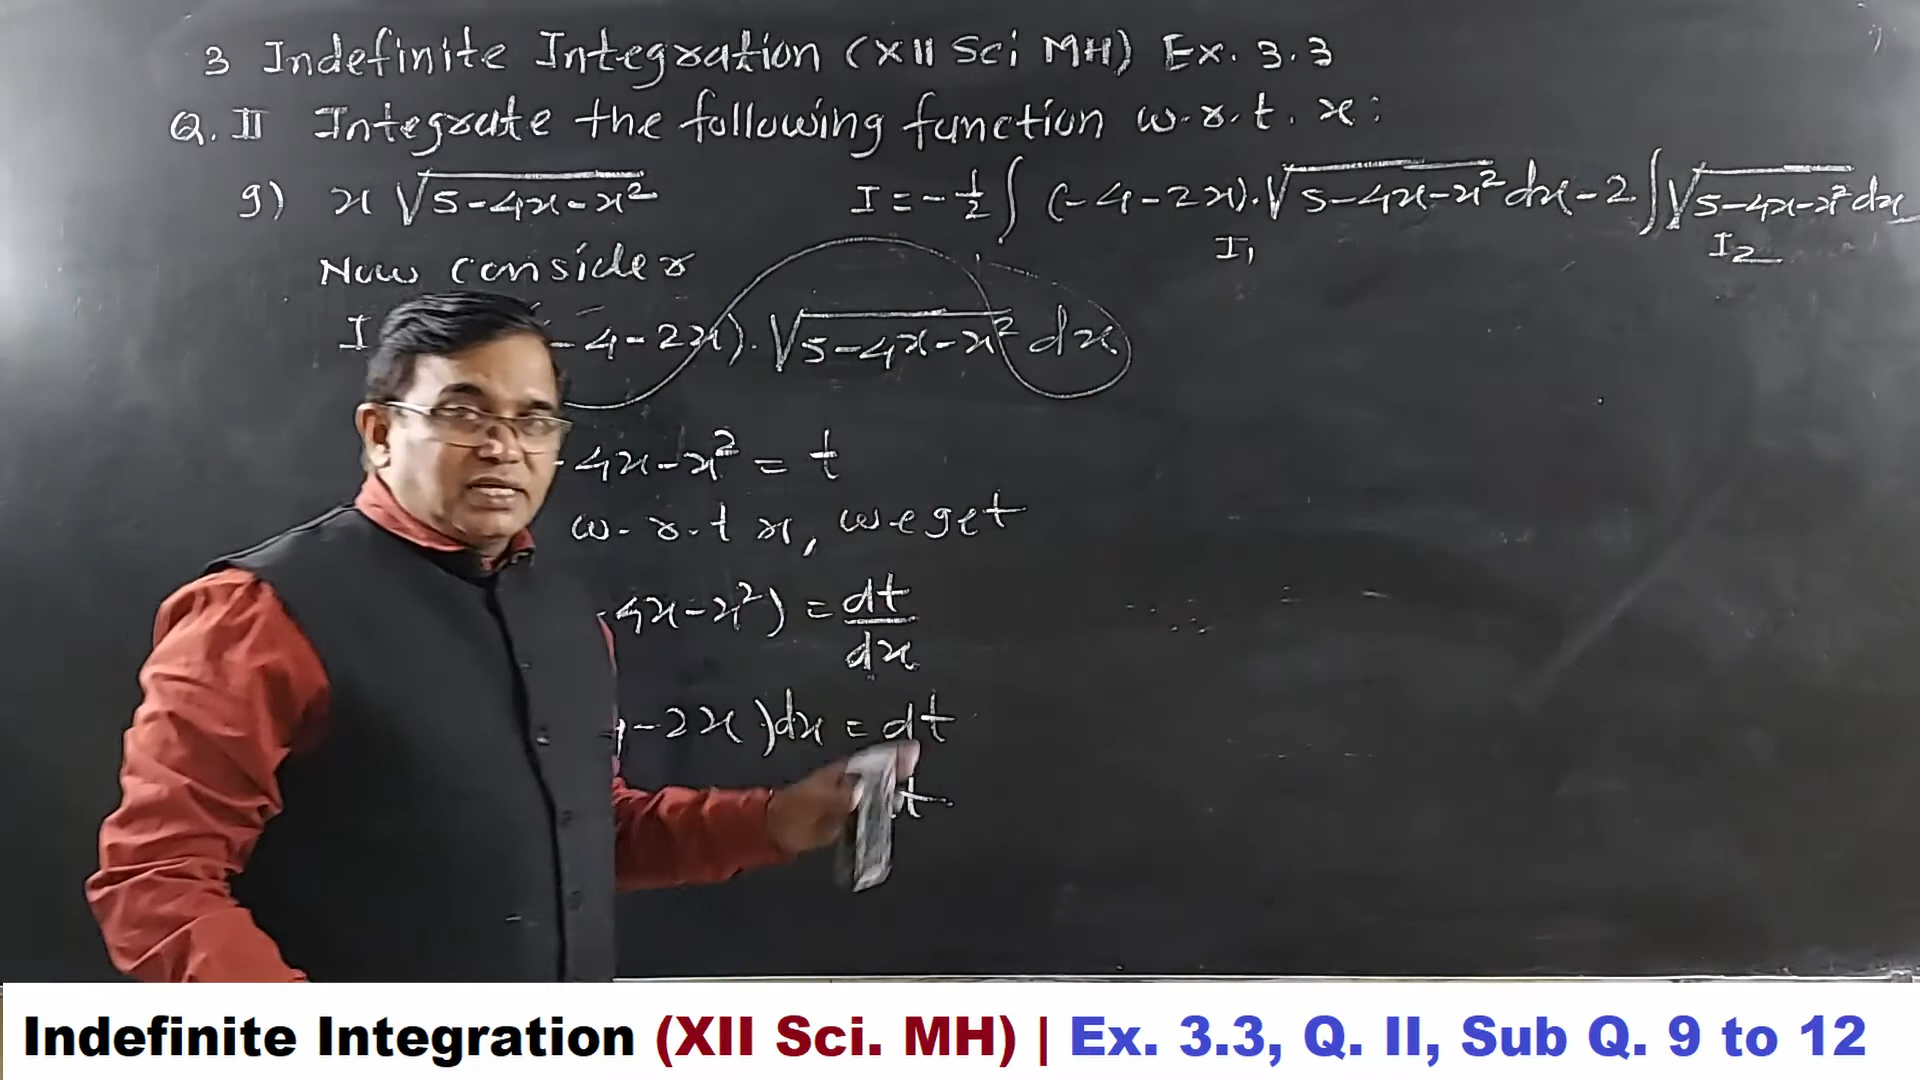 3 Indefinite Integration (XII Sci MH) Ex. 3.3
Q. II Integrate the following function w.r.t. x:
9) x √5-4x-x²
I = -1/2 ∫ (-4-2x).√5-4x-x² dx - 2 ∫ √5-4x-x² dx
I₁ I₂
Now consider
I -4-2x).√5-4x-x² dx
-4x-x² = t
w.r.t x, we get
4x-x²) = dt/dx
-2x)dx = dt
t
Indefinite Integration (XII Sci. MH) | Ex. 3.3, Q. II, Sub Q. 9 to 12